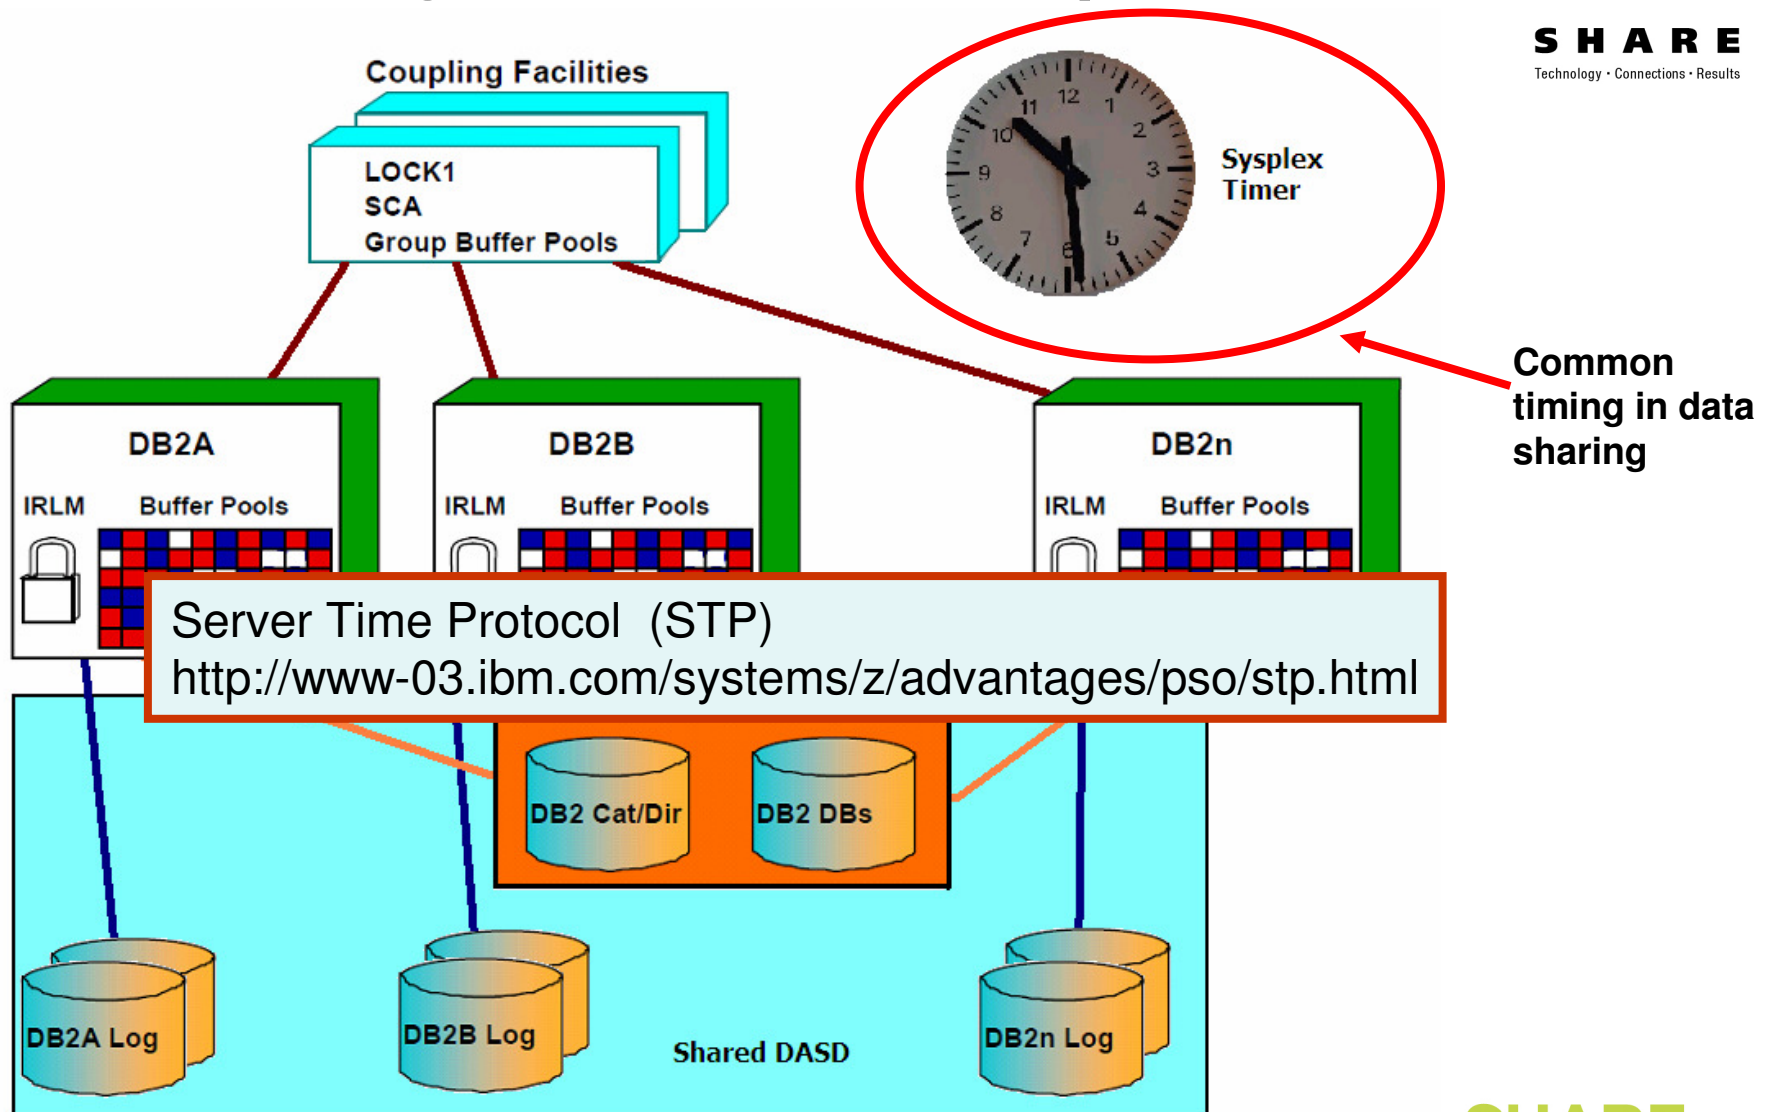 SHARE
Technology · Connections · Results
Coupling Facilities
LOCK1
SCA
Group Buffer Pools
12
1
2
3
4
5
6
7
8
9
10
11
Sysplex
Timer
Common
timing in data
sharing
DB2A
IRLM Buffer Pools
DB2B
IRLM Buffer Pools
DB2n
IRLM Buffer Pools
Server Time Protocol (STP)
http://www-03.ibm.com/systems/z/advantages/pso/stp.html
DB2 Cat/Dir
DB2 DBs
DB2A Log
DB2B Log
Shared DASD
DB2n Log